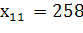 x₁₁ = 258